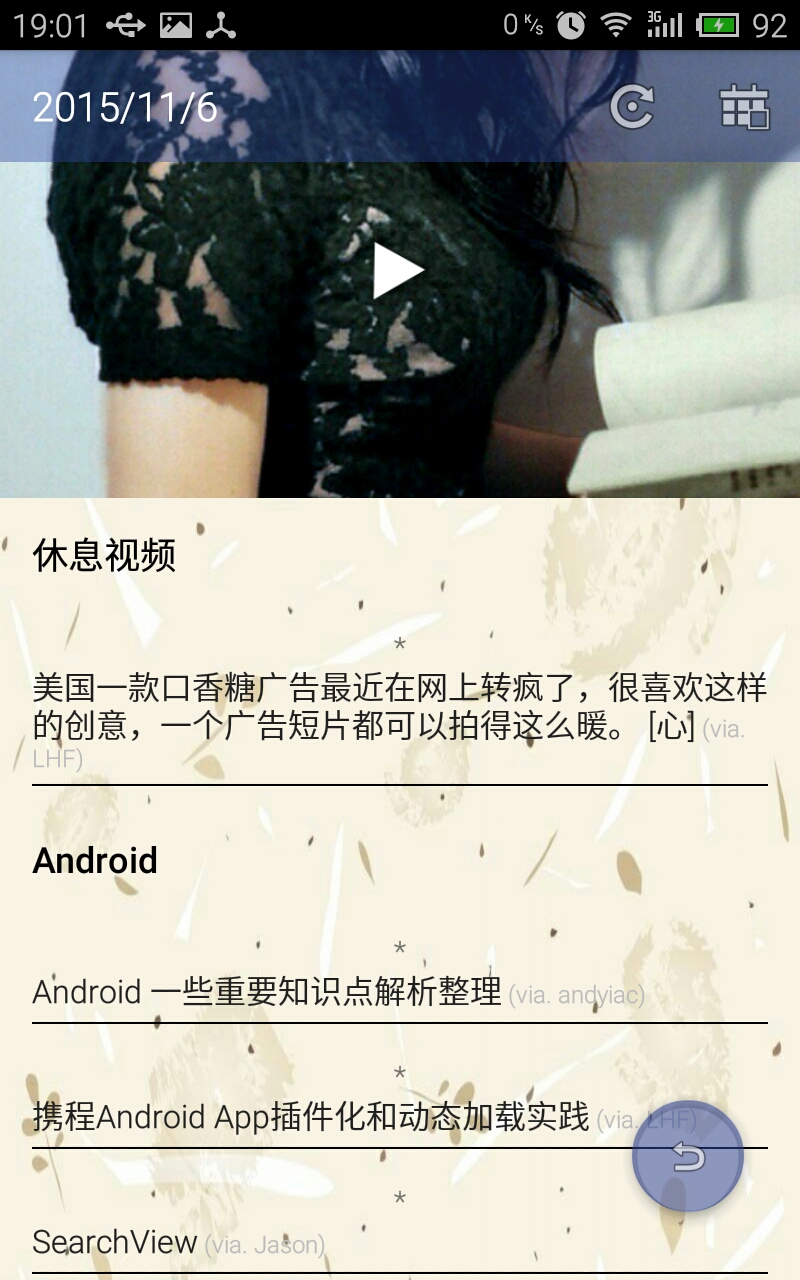 19:01 0 K/s 3G 92
2015/11/6
休息视频
*
美国一款口香糖广告最近在网上转疯了，很喜欢这样
的创意，一个广告短片都可以拍得这么暖。 [心] (via.
LHF)
Android
*
Android 一些重要知识点解析整理 (via. andyiac)
*
携程Android App插件化和动态加载实践 (via. LHF)
*
SearchView (via. Jason)